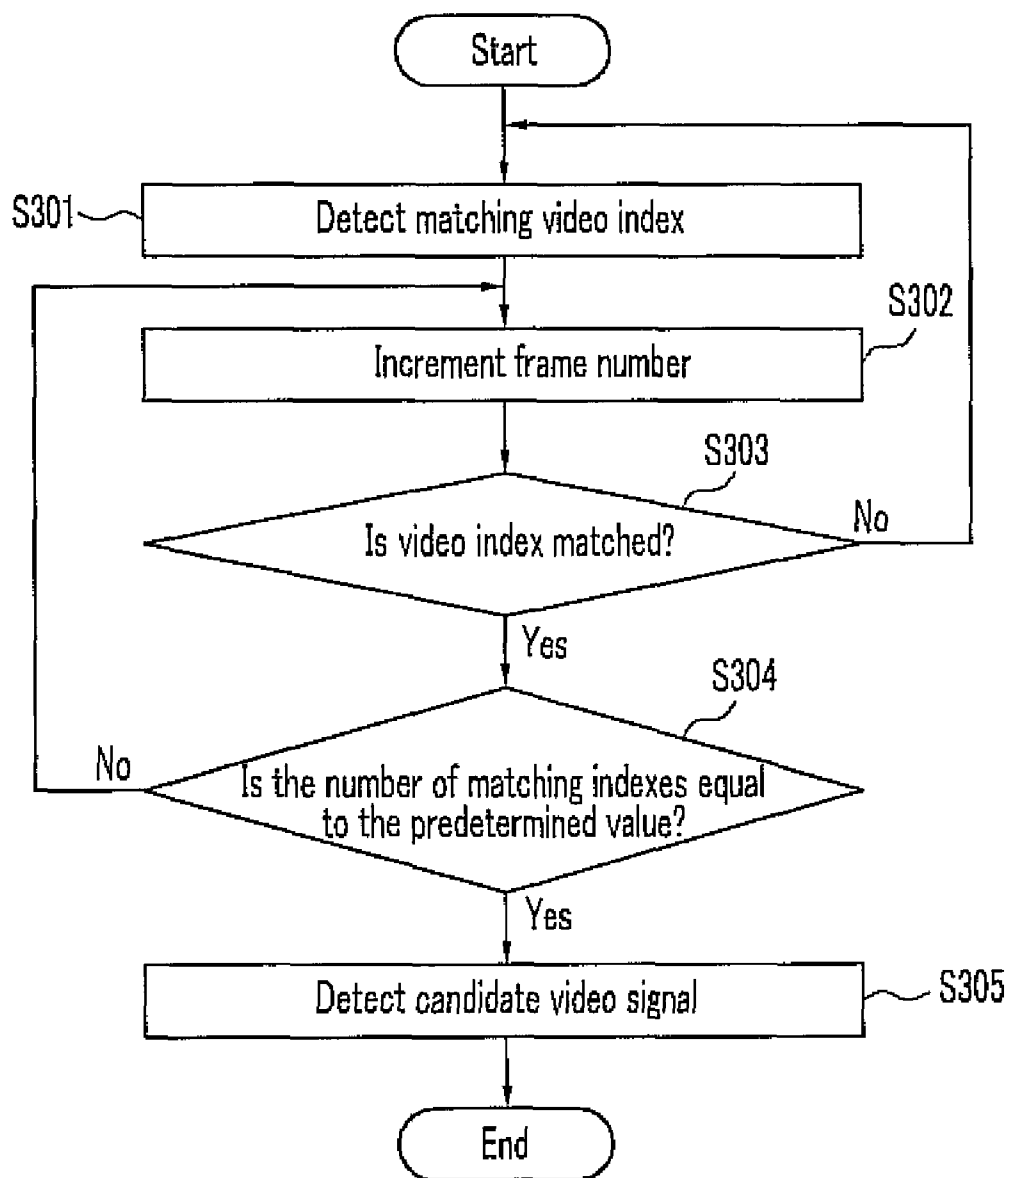 Start
S301
Detect matching video index
S302
Increment frame number
S303
Is video index matched?
No
Yes
S304
No
Is the number of matching indexes equal
to the predetermined value?
Yes
Detect candidate video signal
S305
End